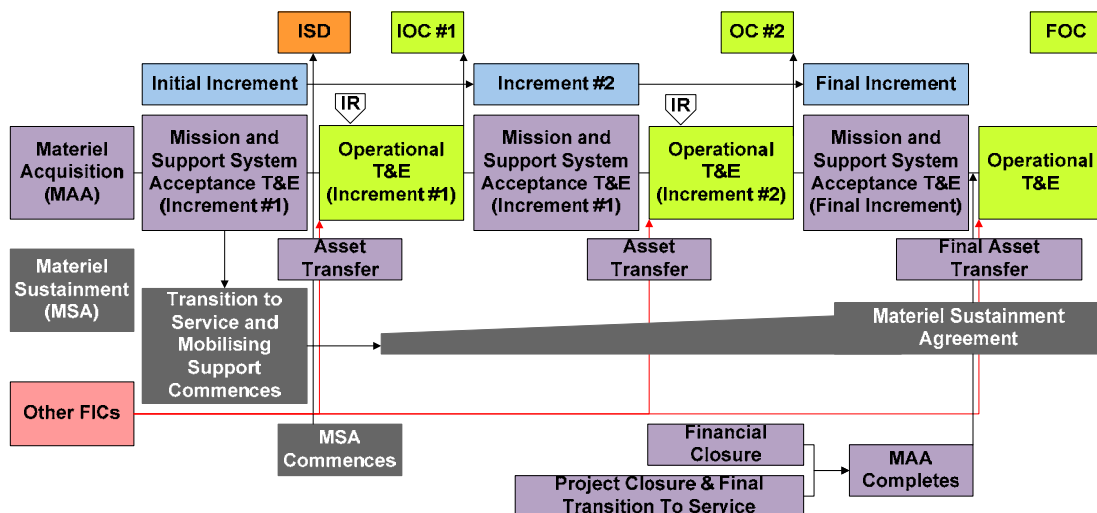 ISD
IOC #1
OC #2
FOC
Initial Increment
Increment #2
Final Increment
IR
IR
Materiel
Acquisition
(MAA)
Mission and
Support System
Acceptance T&E
(Increment #1)
Operational
T&E
(Increment #1)
Mission and
Support System
Acceptance T&E
(Increment #1)
Operational
T&E
(Increment #2)
Mission and
Support System
Acceptance T&E
(Final Increment)
Operational
T&E
Asset
Transfer
Asset
Transfer
Final Asset
Transfer
Materiel
Sustainment
(MSA)
Transition to
Service and
Mobilising
Support
Commences
Materiel Sustainment
Agreement
Other FICs
MSA
Commences
Financial
Closure
Project Closure & Final
Transition To Service
MAA
Completes